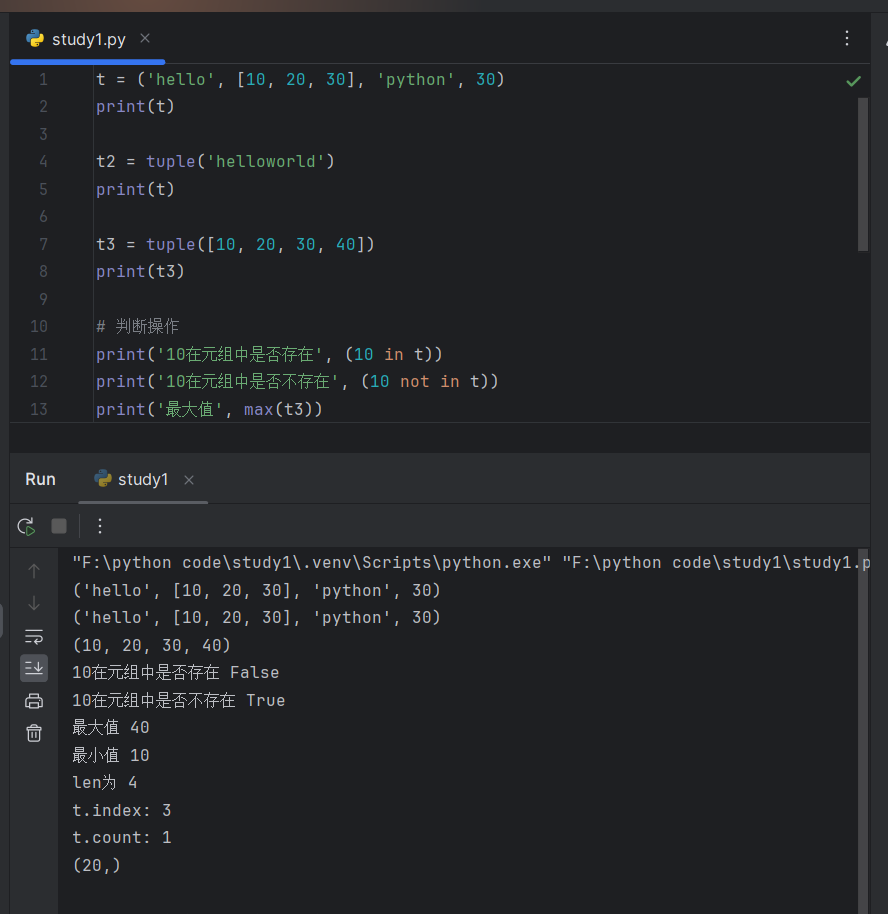 study1.py
1 t = ('hello', [10, 20, 30], 'python', 30)
2 print(t)
3
4 t2 = tuple('helloworld')
5 print(t)
6
7 t3 = tuple([10, 20, 30, 40])
8 print(t3)
9
10 # 判断操作
11 print('10在元组中是否存在', (10 in t))
12 print('10在元组中是否不存在', (10 not in t))
13 print('最大值', max(t3))
Run study1
"F:\python code\study1\.venv\Scripts\python.exe" "F:\python code\study1\study1.p
('hello', [10, 20, 30], 'python', 30)
('hello', [10, 20, 30], 'python', 30)
(10, 20, 30, 40)
10在元组中是否存在 False
10在元组中是否不存在 True
最大值 40
最小值 10
len为 4
t.index: 3
t.count: 1
(20,)